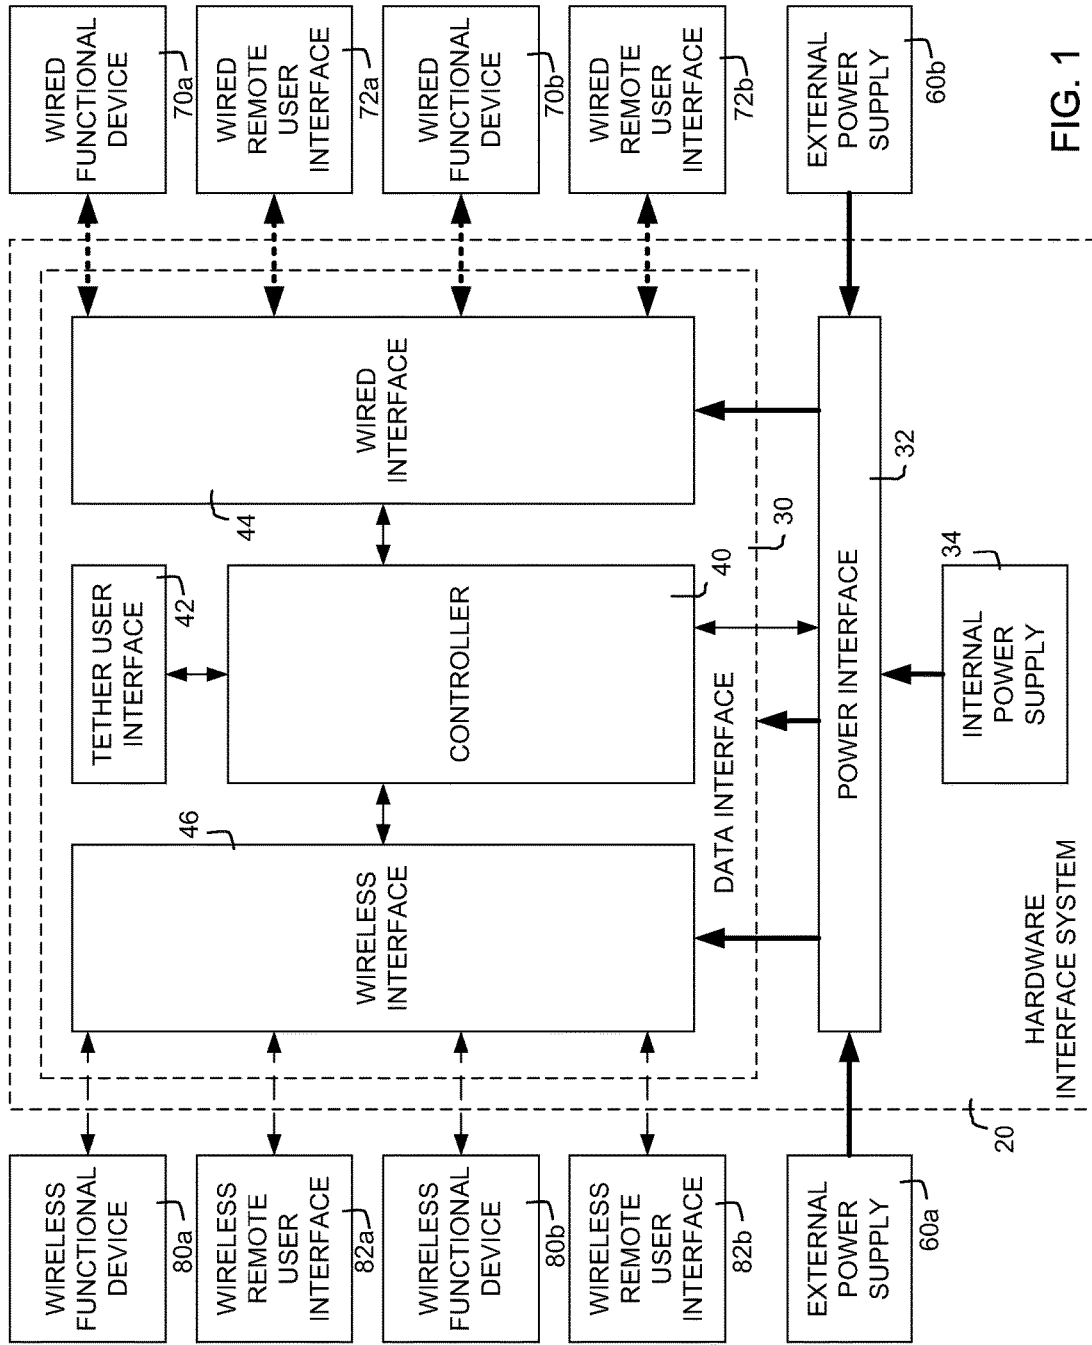 WIRELESS
FUNCTIONAL
DEVICE
80a
WIRELESS
REMOTE
USER
INTERFACE
82a
WIRELESS
FUNCTIONAL
DEVICE
80b
WIRELESS
REMOTE
USER
INTERFACE
82b
EXTERNAL
POWER
SUPPLY
60a
20
HARDWARE
INTERFACE SYSTEM
WIRELESS
INTERFACE
46
TETHER USER
INTERFACE
42
CONTROLLER
40
DATA INTERFACE
30
WIRED
INTERFACE
44
POWER INTERFACE
32
INTERNAL
POWER
SUPPLY
34
WIRED
FUNCTIONAL
DEVICE
70a
WIRED
REMOTE
USER
INTERFACE
72a
WIRED
FUNCTIONAL
DEVICE
70b
WIRED
REMOTE
USER
INTERFACE
72b
EXTERNAL
POWER
SUPPLY
60b
FIG. 1